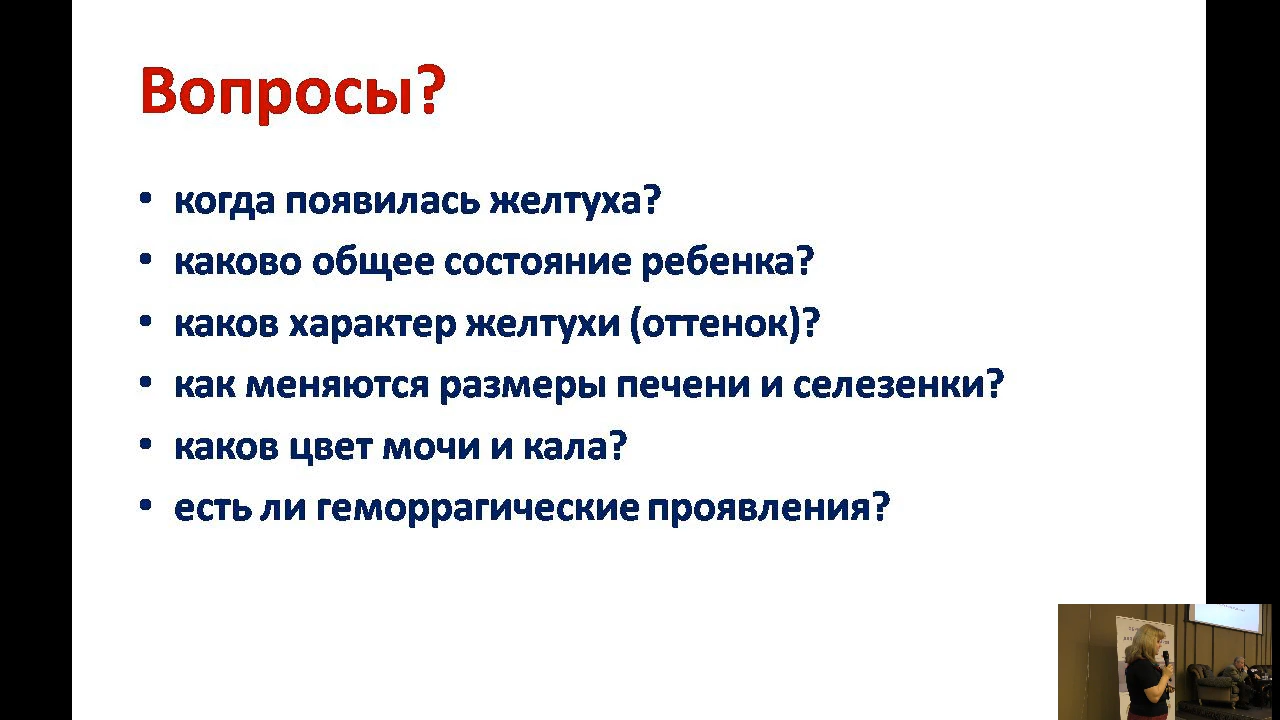 Вопросы?
• когда появилась желтуха?
• каково общее состояние ребенка?
• каков характер желтухи (оттенок)?
• как меняются размеры печени и селезенки?
• каков цвет мочи и кала?
• есть ли геморрагические проявления?